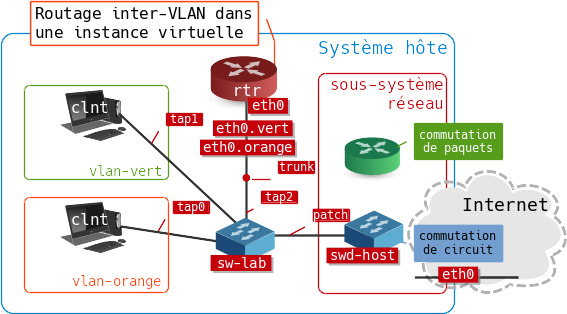 Routage inter-VLAN dans
une instance virtuelle
Système hôte
sous-système
réseau
rtr
eth0
eth0.vert
eth0.orange
clnt
tap1
vlan-vert
commutation
de paquets
trunk
tap2
patch
Internet
clnt
tap0
vlan-orange
sw-lab
swd-host
commutation
de circuit
eth0